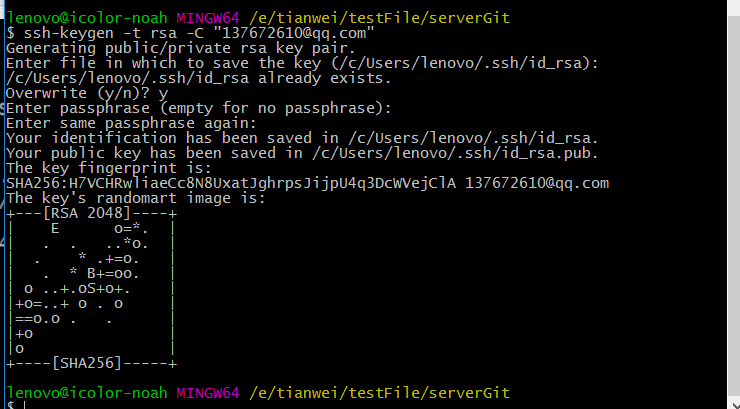 lenovo@icolor-noah MINGW64 /e/tianwei/testFile/serverGit
$ ssh-keygen -t rsa -C "137672610@qq.com"
Generating public/private rsa key pair.
Enter file in which to save the key (/c/Users/lenovo/.ssh/id_rsa):
/c/Users/lenovo/.ssh/id_rsa already exists.
Overwrite (y/n)? y
Enter passphrase (empty for no passphrase):
Enter same passphrase again:
Your identification has been saved in /c/Users/lenovo/.ssh/id_rsa.
Your public key has been saved in /c/Users/lenovo/.ssh/id_rsa.pub.
The key fingerprint is:
SHA256:H7VCHRwliaeCc8N8UxatJghrpsJijpU4q3DcWVejClA 137672610@qq.com
The key's randomart image is:
+---[RSA 2048]----+
|    E      o=*.  |
|   .  .   ..*o.  |
|  .    * .+=o.   |
|   .  * B+=oo.   |
| o ..+.oS+o+.    |
|+o=..+ o . o     |
|==o.o .   .      |
|+o               |
|o                |
+----[SHA256]-----+
lenovo@icolor-noah MINGW64 /e/tianwei/testFile/serverGit
$